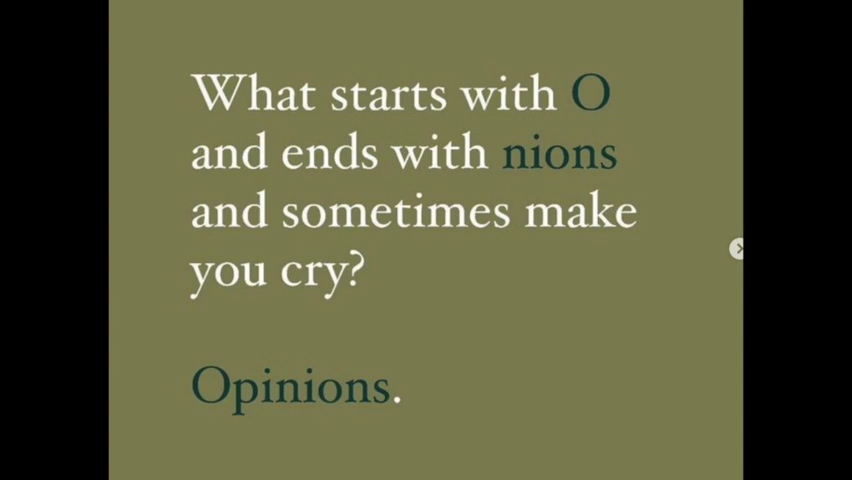 What starts with O
and ends with nions
and sometimes make
you cry?
Opinions.